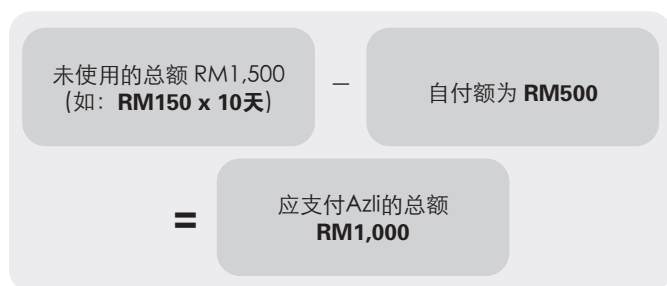 未使用的总额 RM1,500
(如：RM150 x 10天)
–
自付额为 RM500
=
应支付Azli的总额
RM1,000